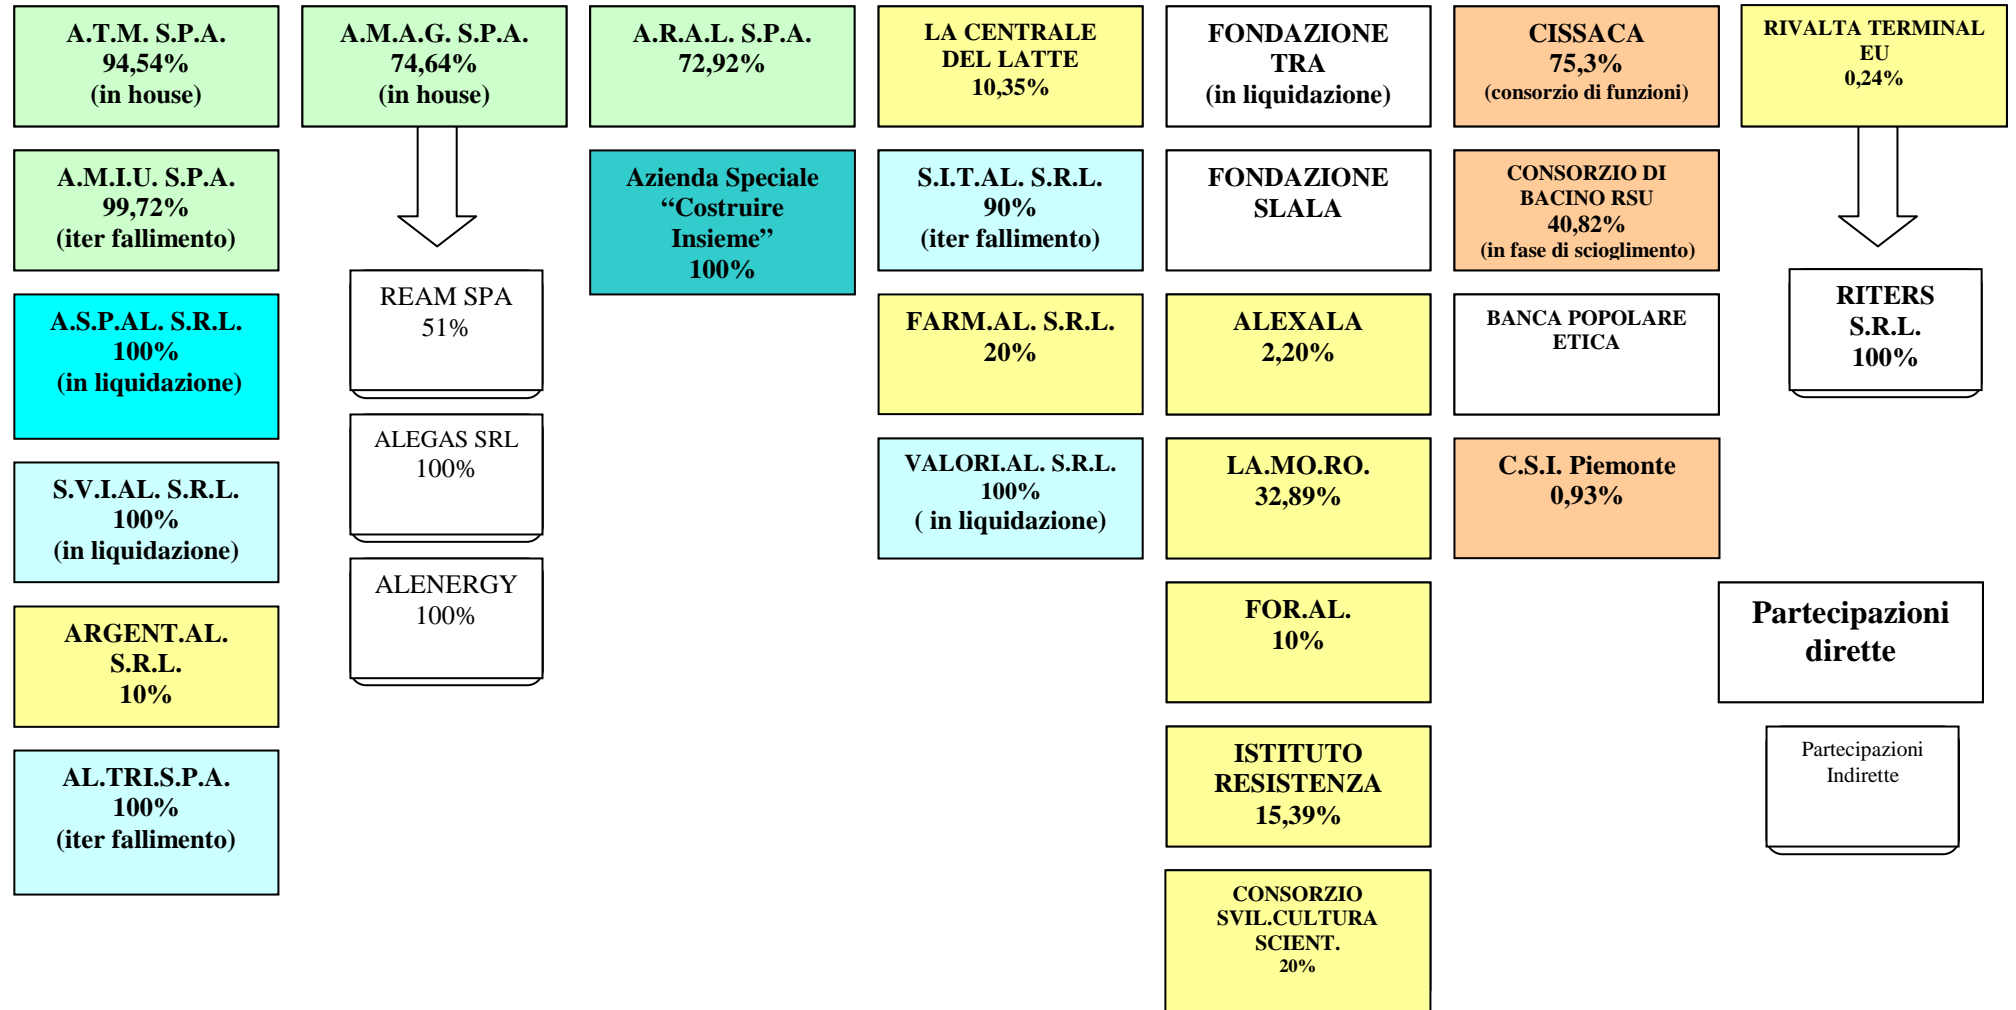 A.T.M. S.P.A.
94,54%
(in house)
A.M.I.U. S.P.A.
99,72%
(iter fallimento)
A.S.P.AL. S.R.L.
100%
(in liquidazione)
S.V.I.AL. S.R.L.
100%
(in liquidazione)
ARGENT.AL.
S.R.L.
10%
AL.TRI.S.P.A.
100%
(iter fallimento)
A.M.A.G. S.P.A.
74,64%
(in house)
REAM SPA
51%
ALEGAS SRL
100%
ALENERGY
100%
A.R.A.L. S.P.A.
72,92%
Azienda Speciale
“Costruire
Insieme”
100%
LA CENTRALE
DEL LATTE
10,35%
S.I.T.AL. S.R.L.
90%
(iter fallimento)
FARM.AL. S.R.L.
20%
VALORI.AL. S.R.L.
100%
( in liquidazione)
FONDAZIONE
TRA
(in liquidazione)
FONDAZIONE
SLALA
ALEXALA
2,20%
LA.MO.RO.
32,89%
FOR.AL.
10%
ISTITUTO
RESISTENZA
15,39%
CONSORZIO
SVIL.CULTURA
SCIENT.
20%
CISSACA
75,3%
(consorzio di funzioni)
CONSORZIO DI
BACINO RSU
40,82%
(in fase di scioglimento)
BANCA POPOLARE
ETICA
C.S.I. Piemonte
0,93%
RIVALTA TERMINAL
EU
0,24%
RITERS
S.R.L.
100%
Partecipazioni
dirette
Partecipazioni
Indirette